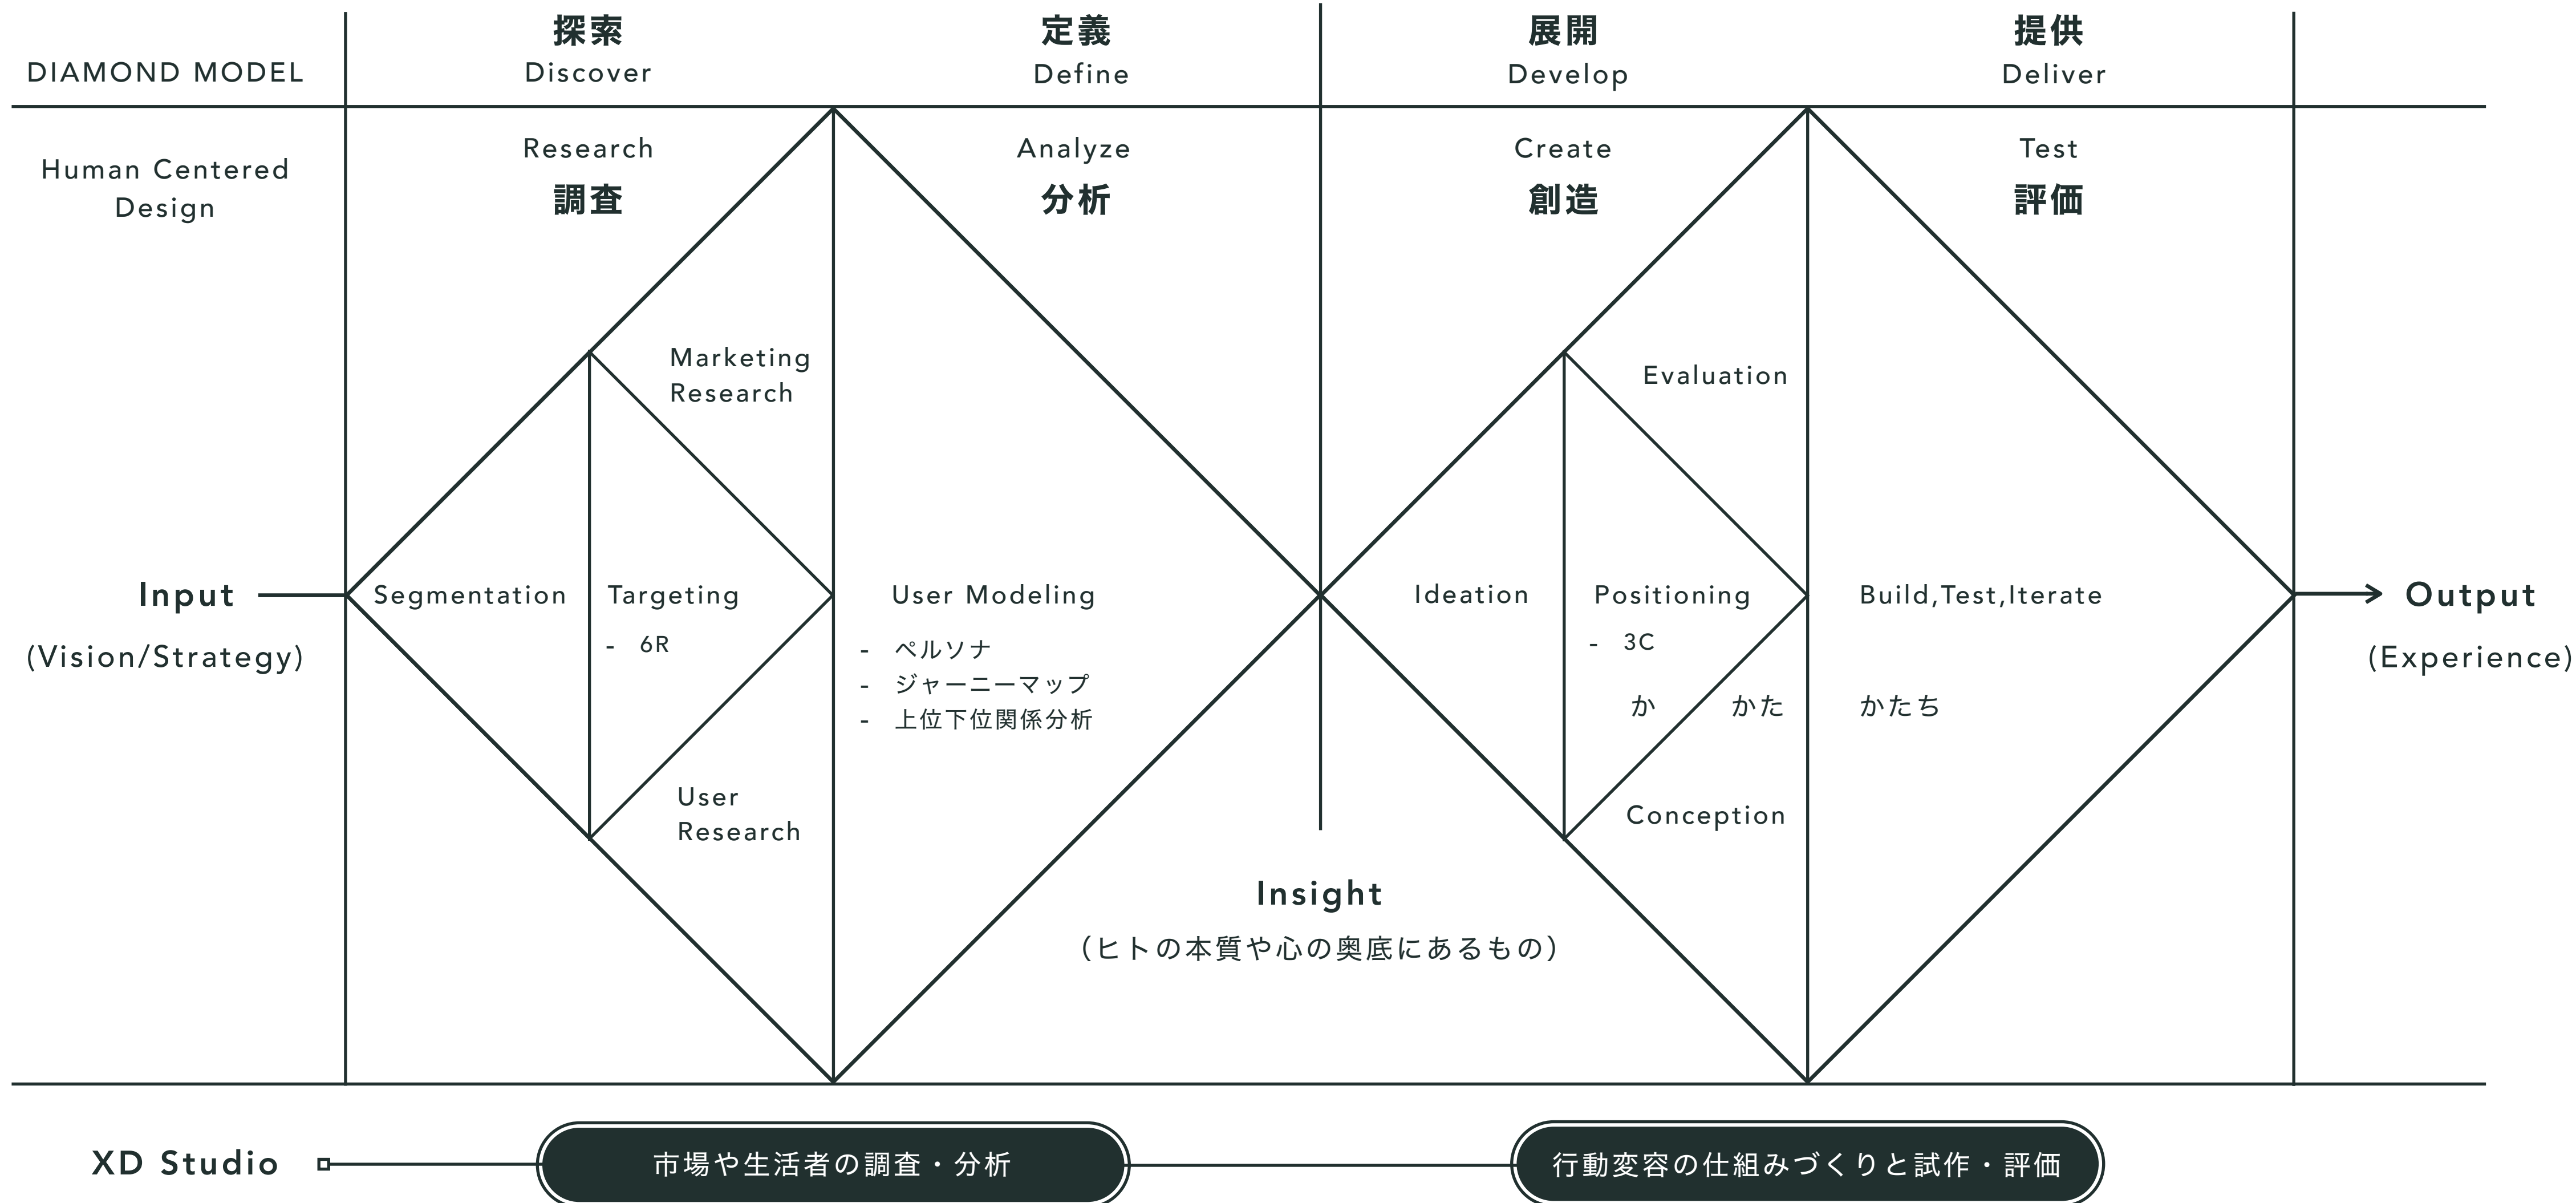 DIAMOND MODEL
探索
Discover
定義
Define
展開
Develop
提供
Deliver
Human Centered
Design
Research
調査
Analyze
分析
Create
創造
Test
評価
Marketing
Research
Evaluation
Input
(Vision/Strategy)
Segmentation
Targeting
- 6R
User Modeling
- ペルソナ
- ジャーニーマップ
- 上位下位関係分析
Ideation
Positioning
- 3C
Build,Test,Iterate
か かた かたち
Output
(Experience)
User
Research
Conception
Insight
（ヒトの本質や心の奥底にあるもの）
XD Studio
市場や生活者の調査・分析
行動変容の仕組みづくりと試作・評価